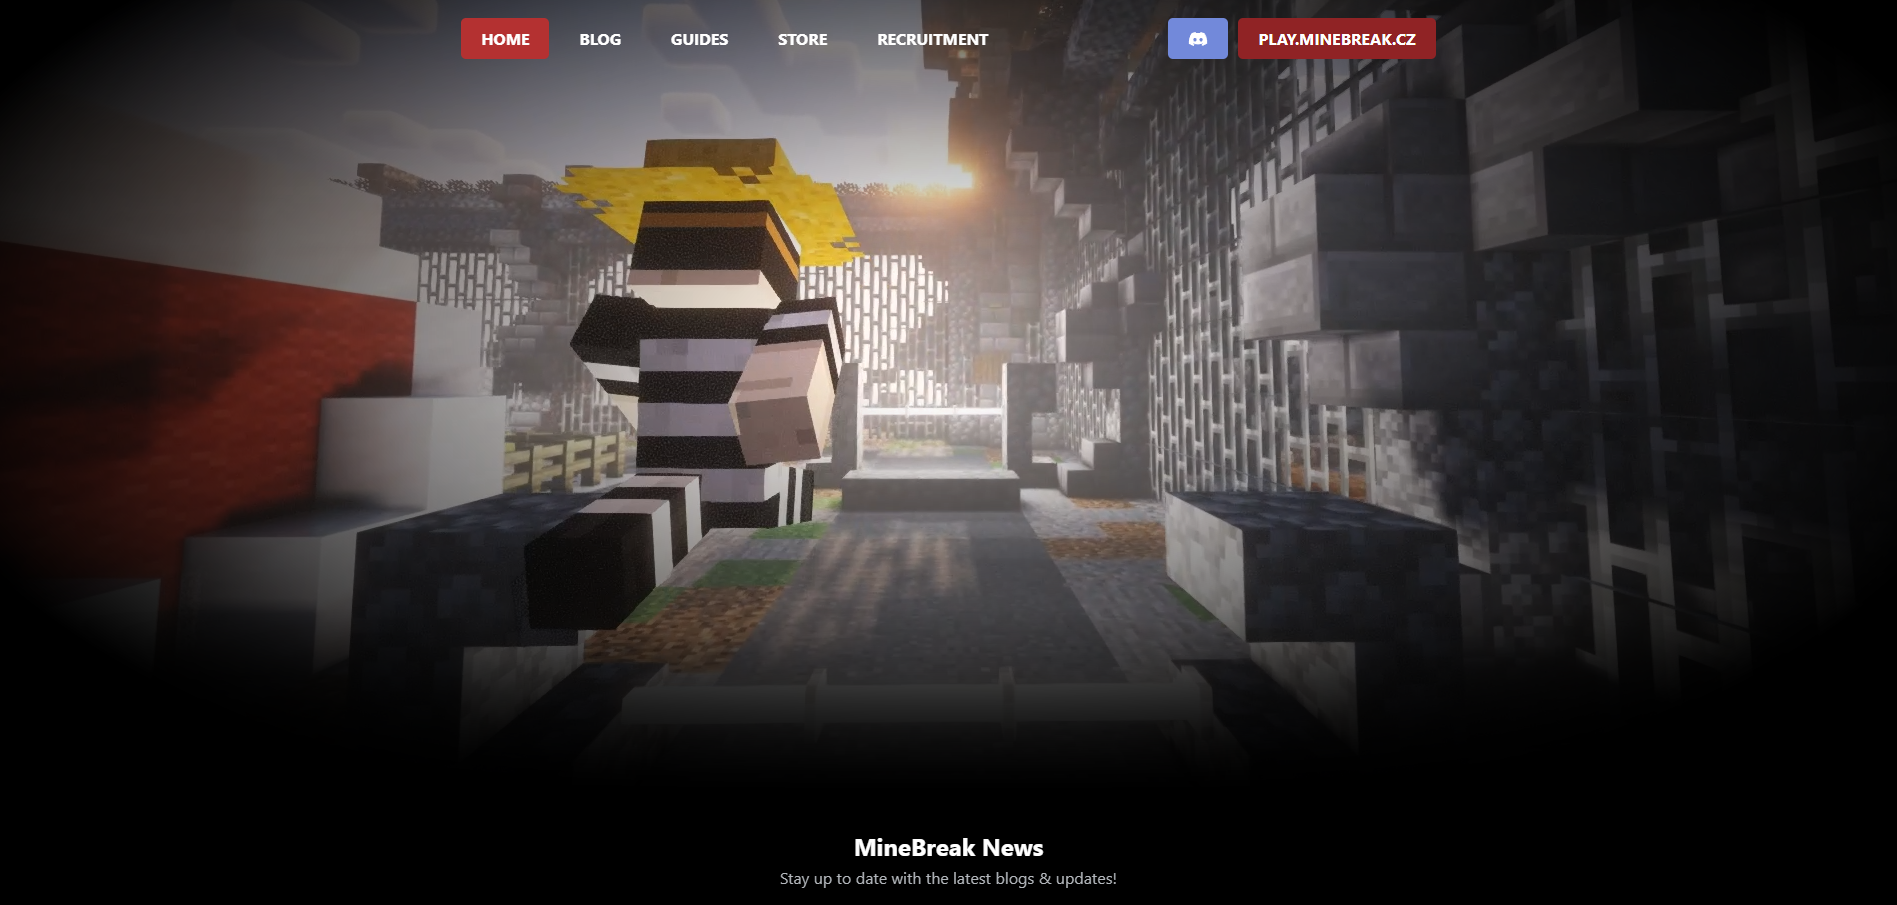 HOME BLOG GUIDES STORE RECRUITMENT PLAY.MINEBREAK.CZ
MineBreak News
Stay up to date with the latest blogs & updates!